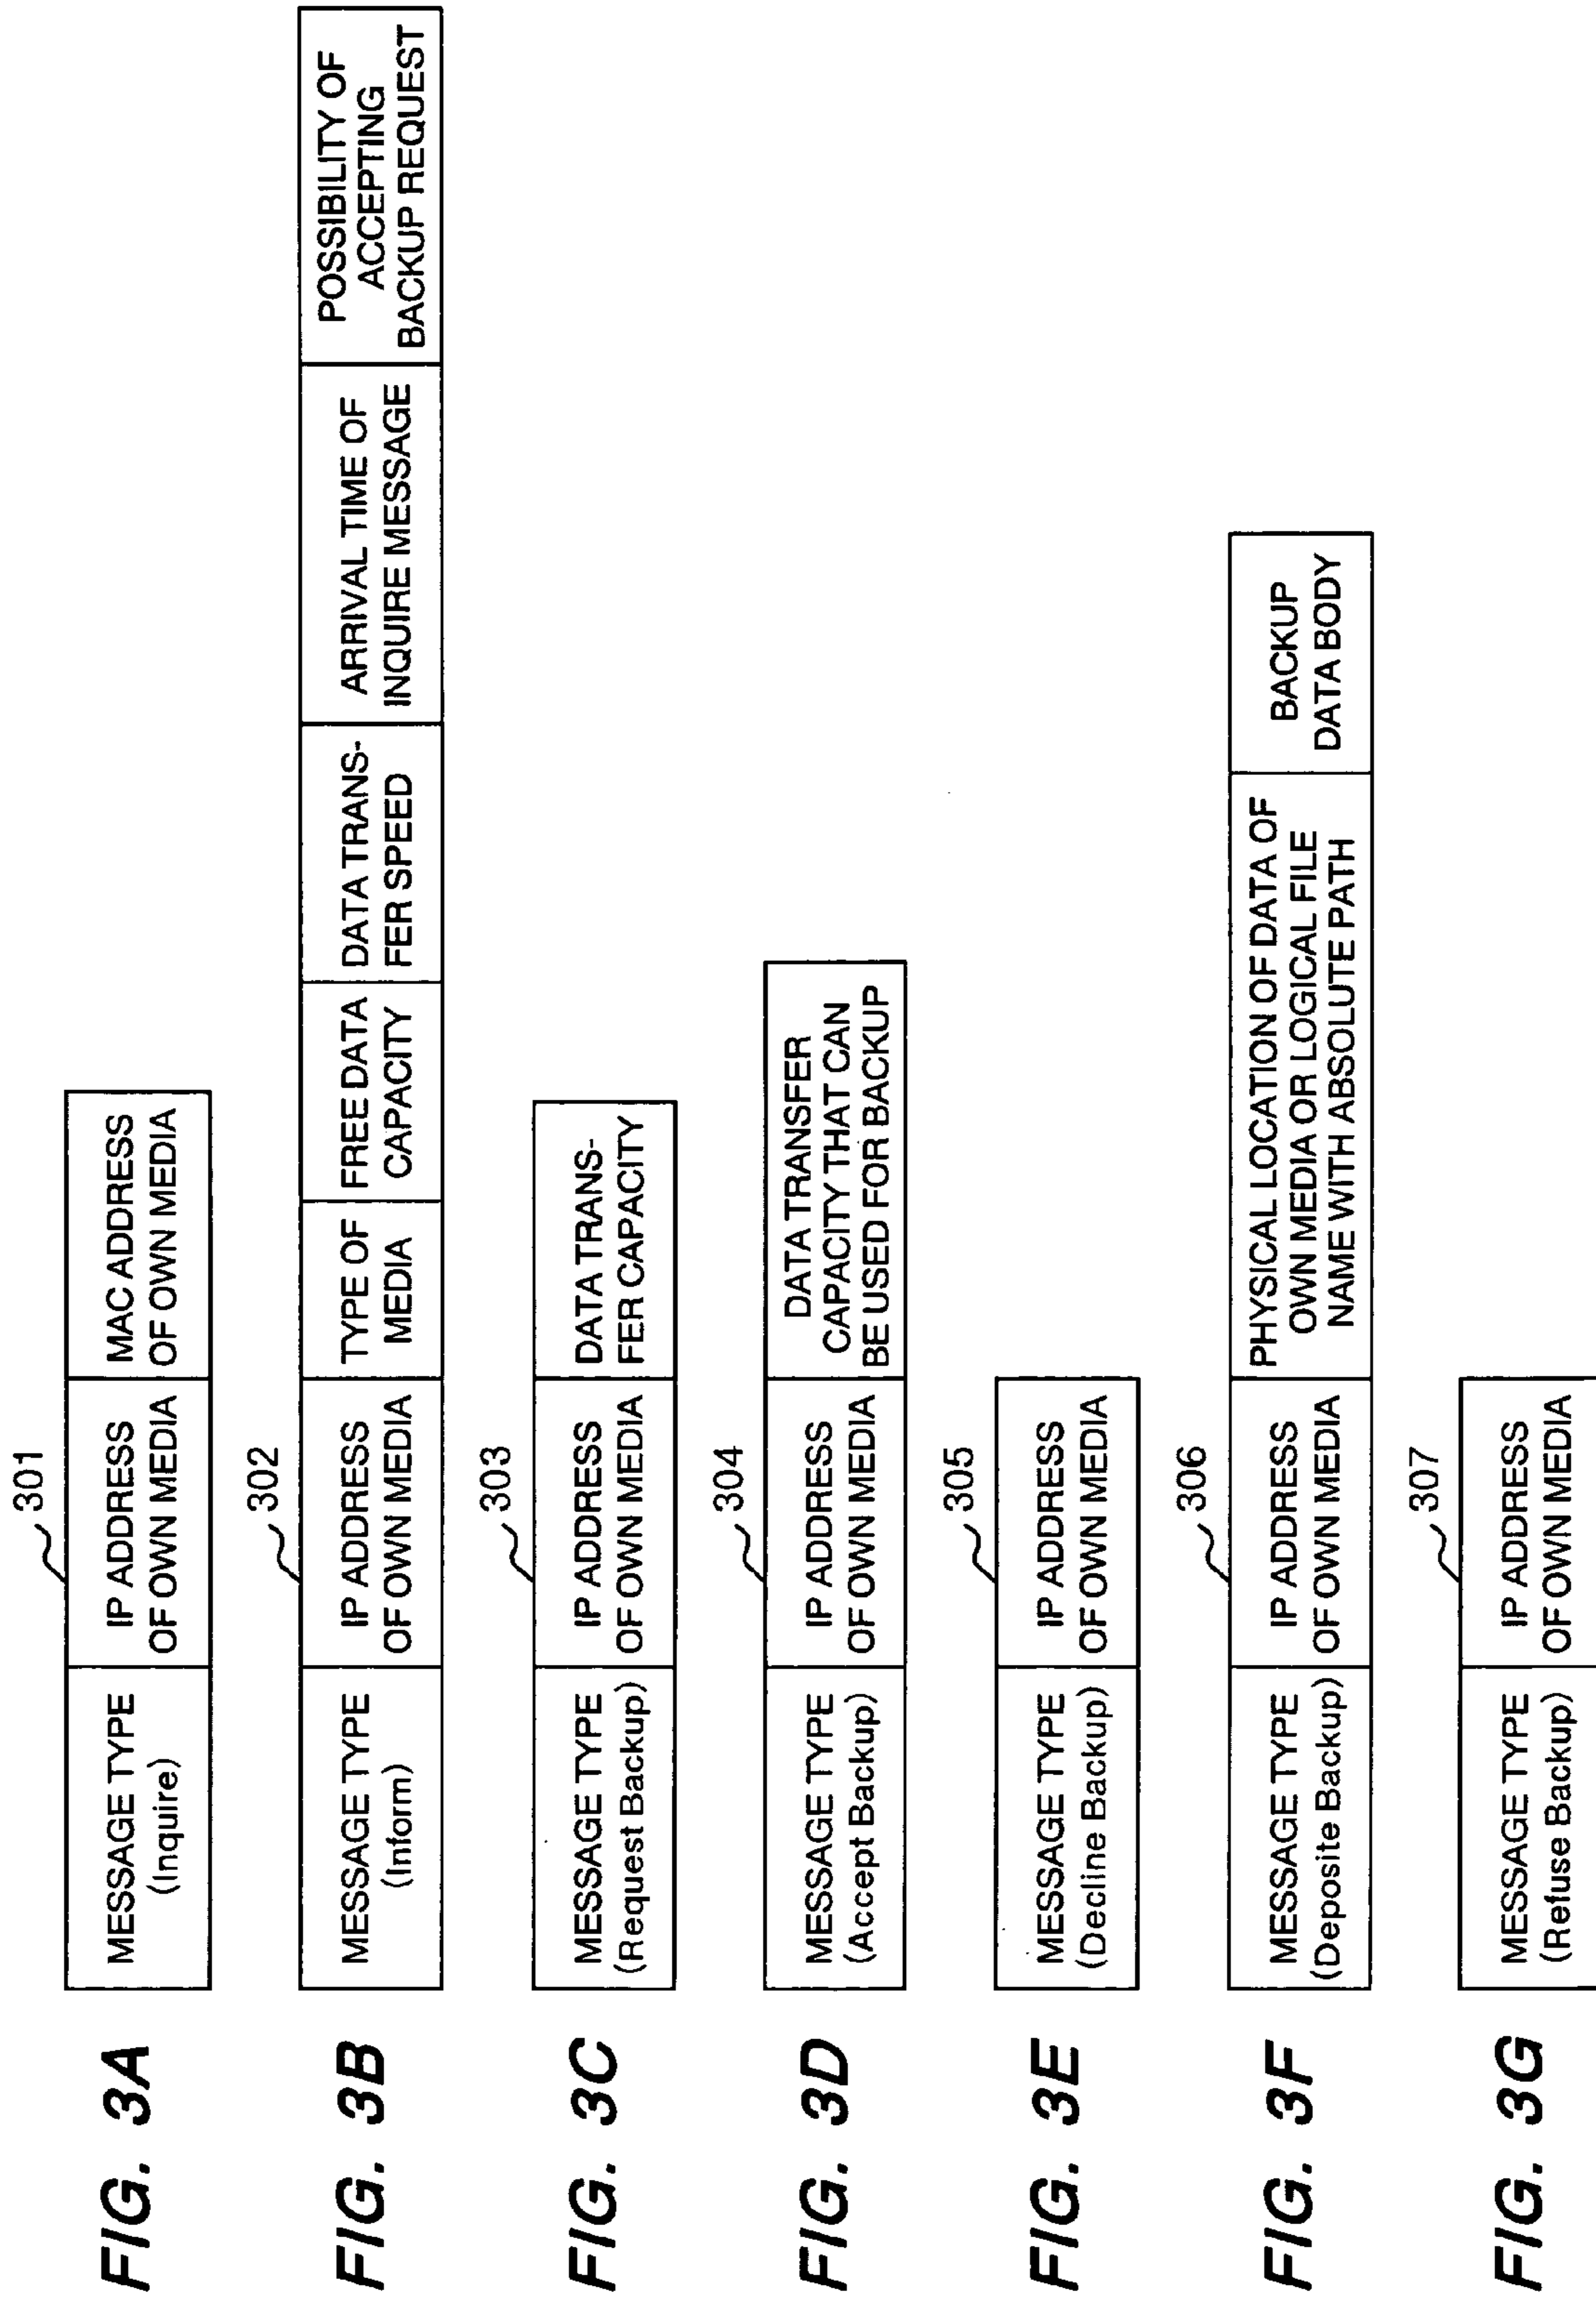 FIG. 3A
301
MESSAGE TYPE
(Inquire)
IP ADDRESS
OF OWN MEDIA
MAC ADDRESS
OF OWN MEDIA
FIG. 3B
302
MESSAGE TYPE
(Inform)
IP ADDRESS
OF OWN MEDIA
TYPE OF
MEDIA
FREE DATA
CAPACITY
DATA TRANS-
FER SPEED
ARRIVAL TIME OF
INQUIRE MESSAGE
POSSIBILITY OF
ACCEPTING
BACKUP REQUEST
FIG. 3C
303
MESSAGE TYPE
(Request Backup)
IP ADDRESS
OF OWN MEDIA
DATA TRANS-
FER CAPACITY
FIG. 3D
304
MESSAGE TYPE
(Accept Backup)
IP ADDRESS
OF OWN MEDIA
DATA TRANSFER
CAPACITY THAT CAN
BE USED FOR BACKUP
FIG. 3E
305
MESSAGE TYPE
(Decline Backup)
IP ADDRESS
OF OWN MEDIA
FIG. 3F
306
MESSAGE TYPE
(Deposite Backup)
IP ADDRESS
OF OWN MEDIA
PHYSICAL LOCATION OF DATA OF
OWN MEDIA OR LOGICAL FILE
NAME WITH ABSOLUTE PATH
BACKUP
DATA BODY
FIG. 3G
307
MESSAGE TYPE
(Refuse Backup)
IP ADDRESS
OF OWN MEDIA